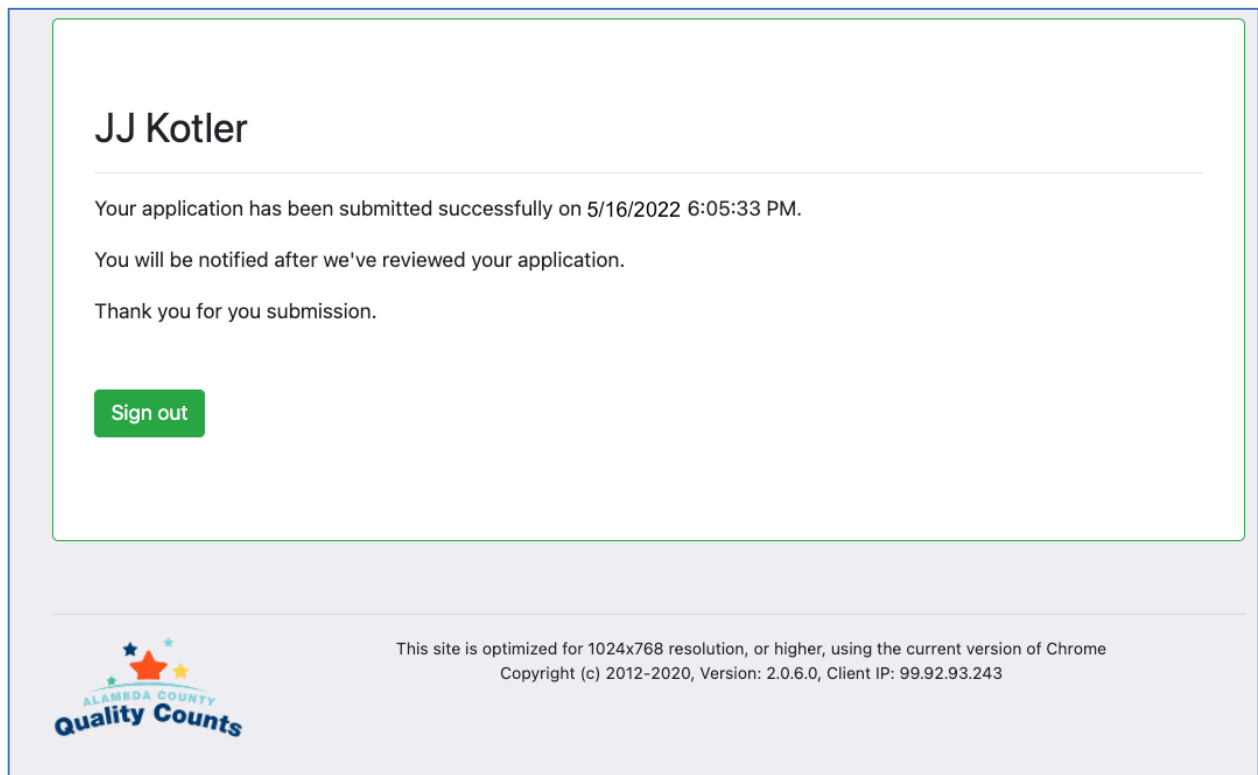 JJ Kotler
Your application has been submitted successfully on 5/16/2022 6:05:33 PM.
You will be notified after we've reviewed your application.
Thank you for you submission.
Sign out
This site is optimized for 1024x768 resolution, or higher, using the current version of Chrome
Copyright (c) 2012-2020, Version: 2.0.6.0, Client IP: 99.92.93.243
ALAMEDA COUNTY
Quality Counts